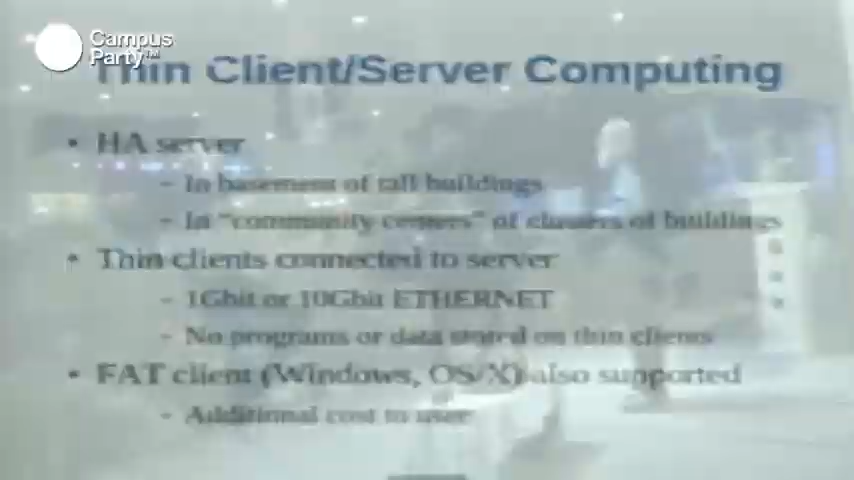 Campus
Party™
Thin Client/Server Computing
• HA server
– In basement of tall buildings
– In "community centers" of clusters of buildings
• Thin clients connected to server
– 1Gbit or 10Gbit ETHERNET
– No programs or data stored on thin clients
• FAT client (Windows, OS/X) also supported
– Additional cost to user